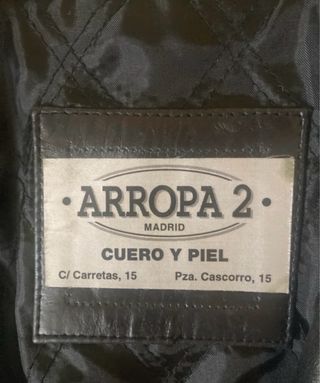 • ARROPA 2 •
MADRID
CUERO Y PIEL
C/ Carretas, 15 Pza. Cascorro, 15